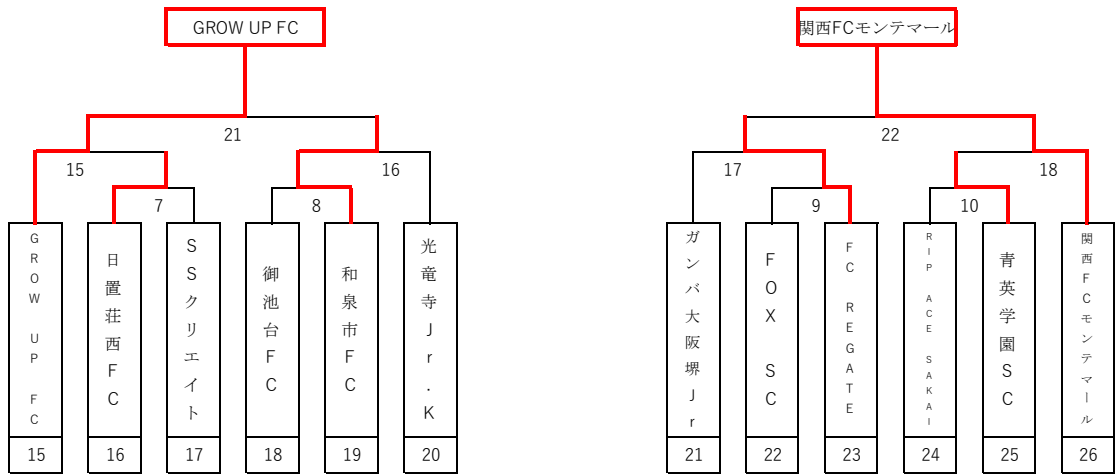 GROW UP FC
関西FCモンテマール
21
22
15
16
17
18
7
8
9
10
GROW UP FC
日置荘西FC
SSクリエイト
御池台FC
和泉市FC
光竜寺Jr.K
ガンバ大阪堺Jr
FOX SC
FC REGATE
RIP ACE SAKAI
青英学園SC
関西FCモンテマール
15
16
17
18
19
20
21
22
23
24
25
26